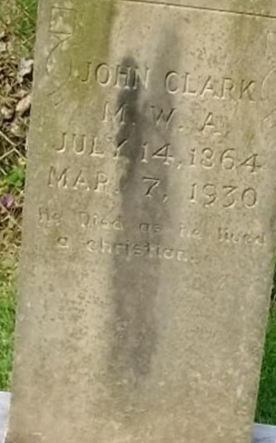 JOHN CLARK
M. W. A.
JULY 14, 1864
MAR. 7, 1930
He Died as he lived
a christian.